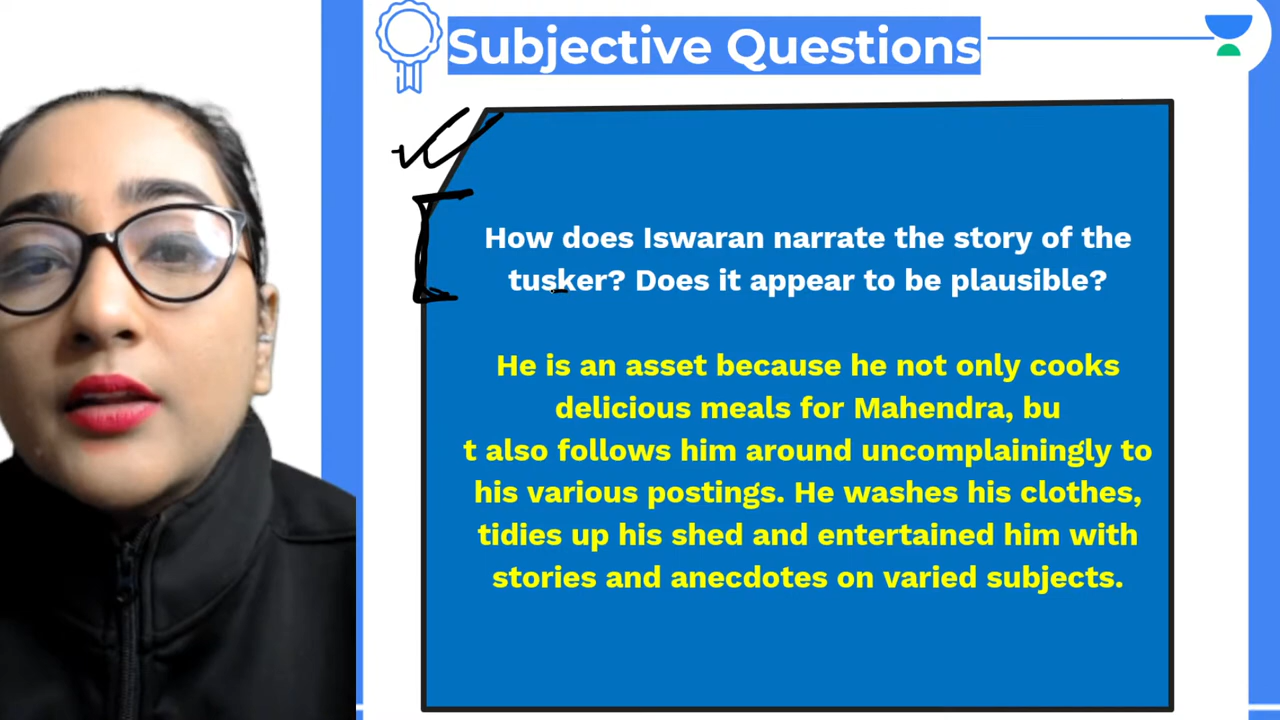 Subjective Questions
How does Iswaran narrate the story of the
tusker? Does it appear to be plausible?
He is an asset because he not only cooks
delicious meals for Mahendra, bu
t also follows him around uncomplainingly to
his various postings. He washes his clothes,
tidies up his shed and entertained him with
stories and anecdotes on varied subjects.